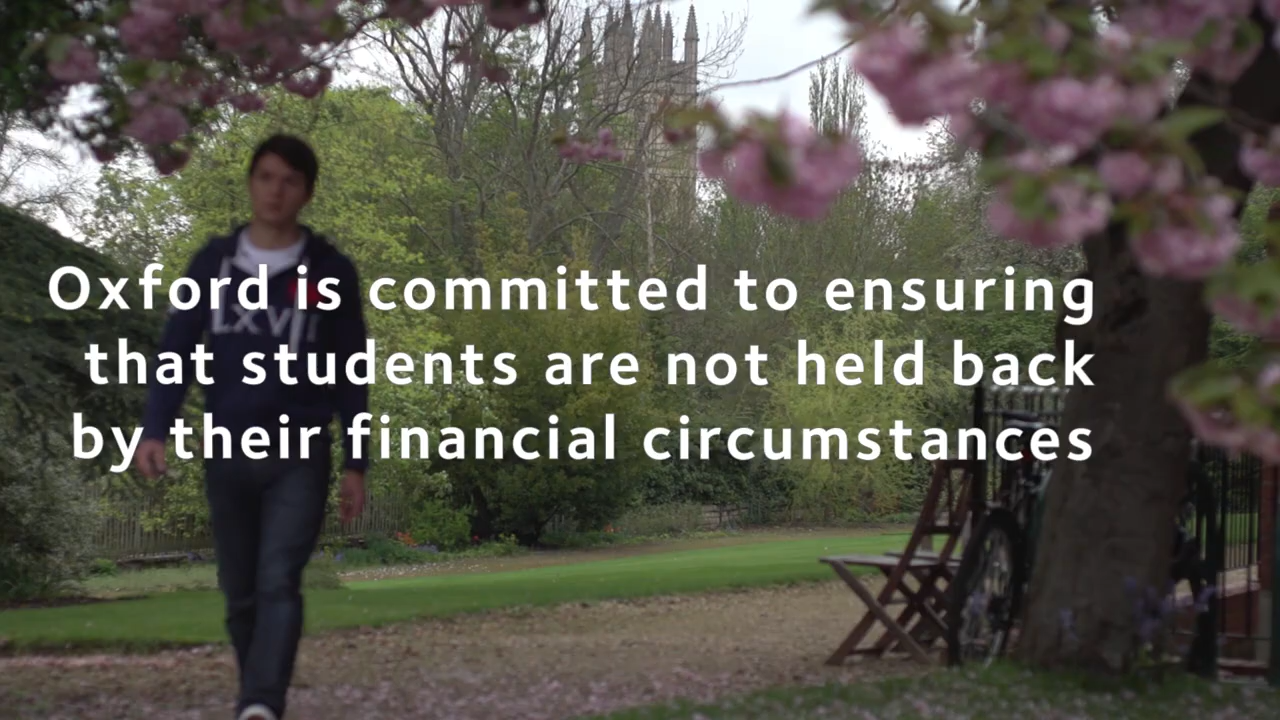 Oxford is committed to ensuring
that students are not held back
by their financial circumstances